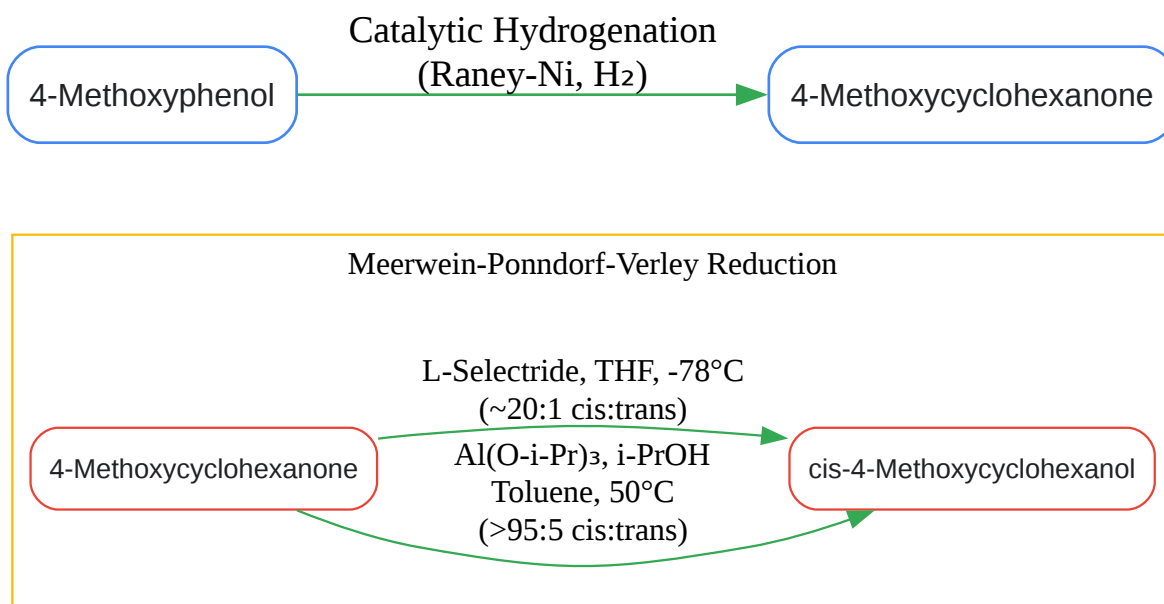 Catalytic Hydrogenation
(Raney-Ni, H₂)
4-Methoxyphenol
4-Methoxycyclohexanone
Meerwein-Ponndorf-Verley Reduction
L-Selectride, THF, -78°C
(~20:1 cis:trans)
4-Methoxycyclohexanone
Al(O-i-Pr)₃, i-PrOH
Toluene, 50°C
(>95:5 cis:trans)
cis-4-Methoxycyclohexanol